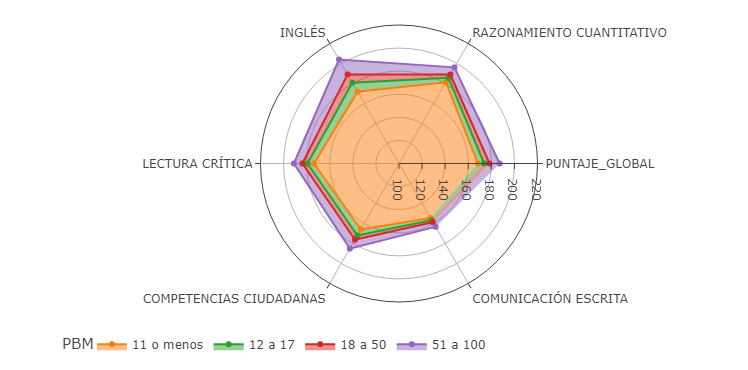 INGLÉS
RAZONAMIENTO CUANTITATIVO
LECTURA CRÍTICA
PUNTAJE_GLOBAL
100
120
140
160
180
200
220
COMPETENCIAS CIUDADANAS
COMUNICACIÓN ESCRITA
PBM 11 o menos 12 a 17 18 a 50 51 a 100